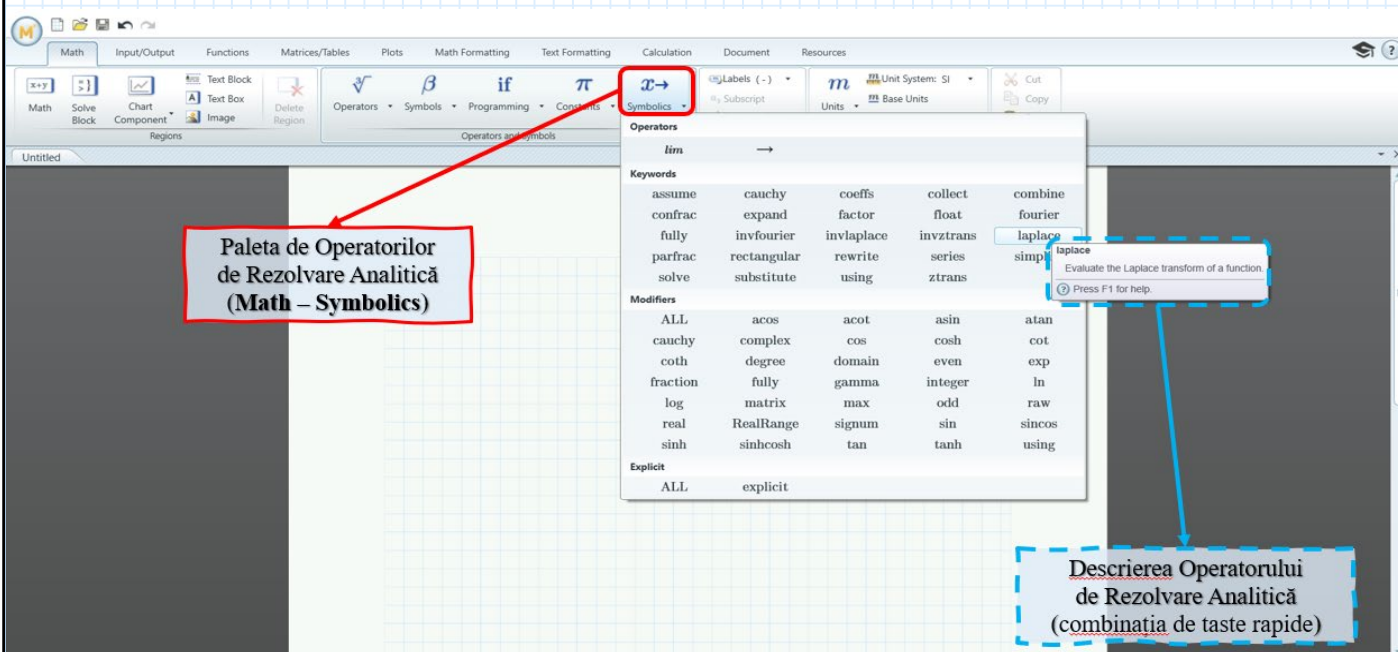 Math Input/Output Functions Matrices/Tables Plots Math Formatting Text Formatting Calculation Document Resources
x+y Text Block if β π x→ Labels ( - ) m Unit System: SI Cut
Text Box Subscript Base Units Copy
Math Solve Block Chart Component Image Delete Region Operators Symbols Programming Constants Symbolics Units
Regions Operators and Symbols
Untitled
Operators
lim →
Keywords
assume cauchy coeffs collect combine
confrac expand factor float fourier
fully invfourier invlaplace invztrans laplace
parfrac rectangular rewrite series
solve substitute using ztrans
laplace
Evaluate the Laplace transform of a function.
Press F1 for help.
Modifiers
ALL acos acot asin atan
cauchy complex cos cosh cot
coth degree domain even exp
fraction fully gamma integer ln
log matrix max odd raw
real RealRange signum sin sincos
sinh sinhcosh tan tanh using
Explicit
ALL explicit
Paleta de Operatorilor
de Rezolvare Analitică
(Math – Symbolics)
Descrierea Operatorului
de Rezolvare Analitică
(combinația de taste rapide)